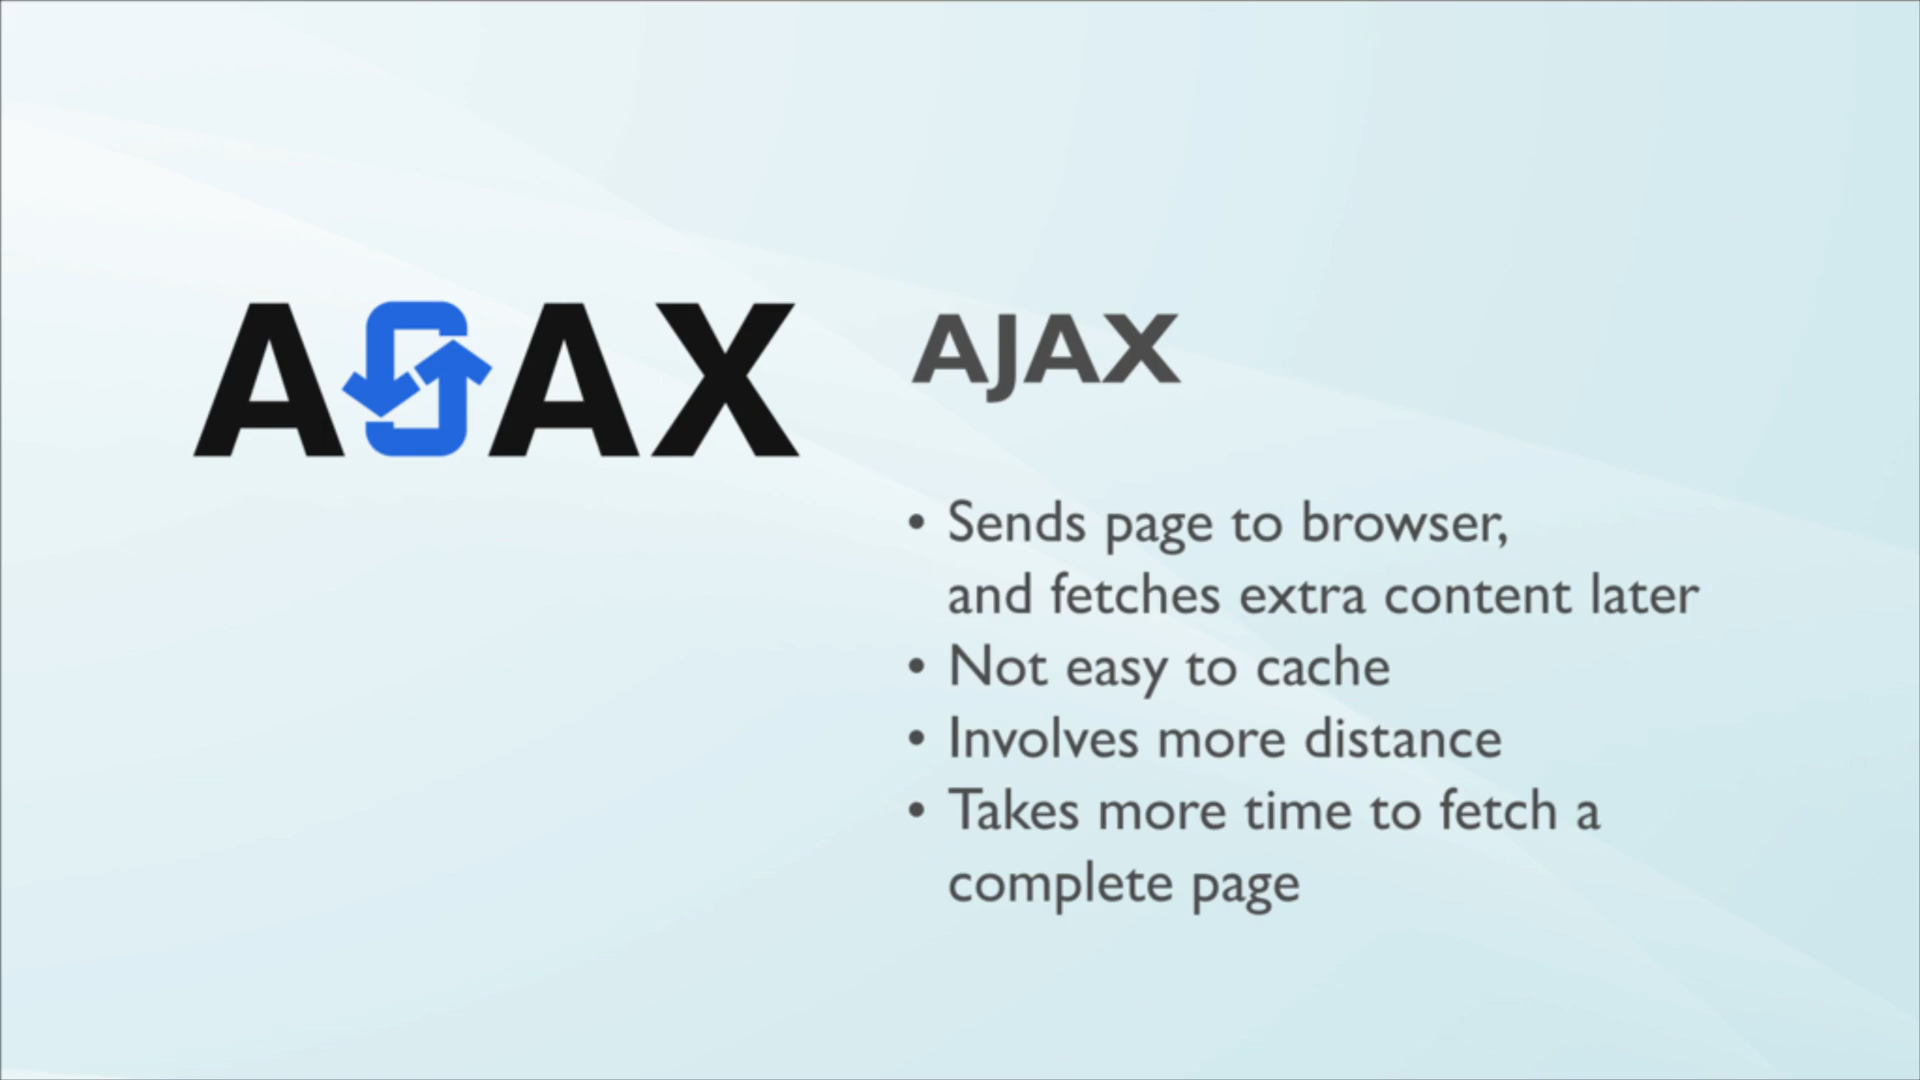 AJAX
AJAX
• Sends page to browser,
and fetches extra content later
• Not easy to cache
• Involves more distance
• Takes more time to fetch a
complete page